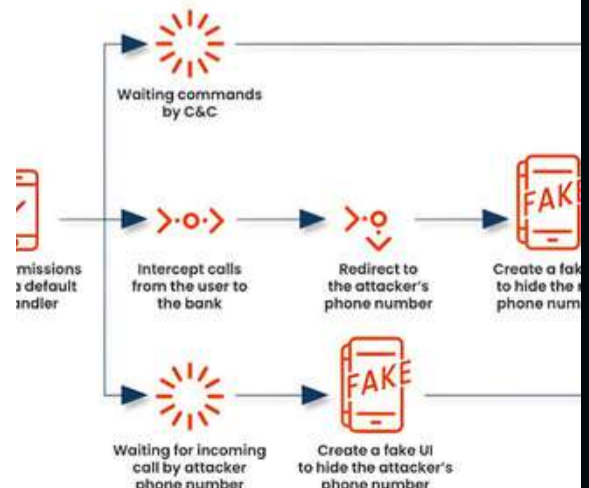 Waiting commands
by C&C
FAKE
missions
default
andler
Intercept calls
from the user to
the bank
Redirect to
the attacker's
phone number
Create a fak
to hide the
phone num
FAKE
Waiting for incoming
call by attacker
phone number
Create a fake UI
to hide the attacker's
phone number